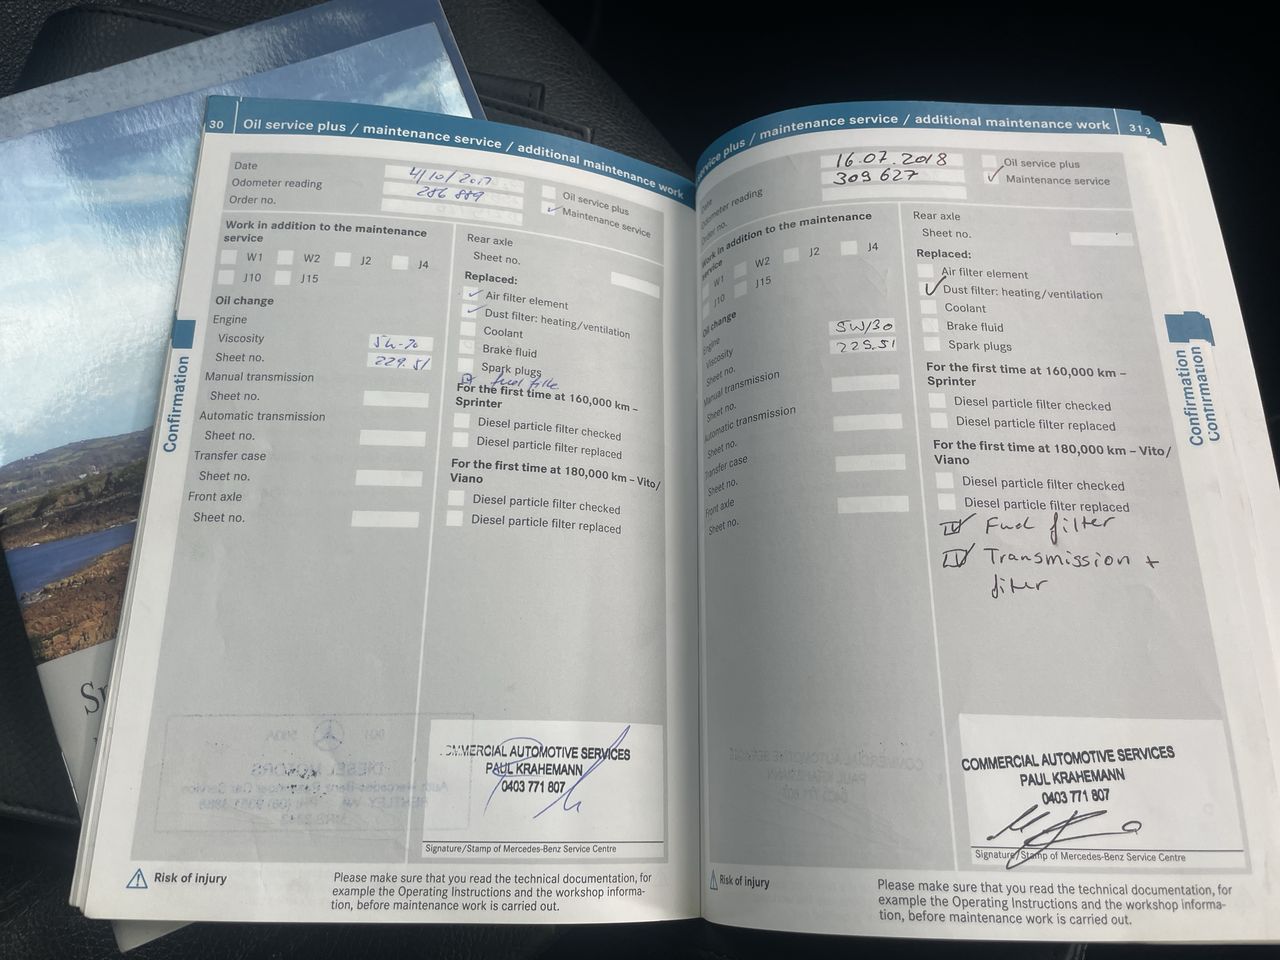 30 Oil service plus / maintenance service / additional maintenance work
Date 4/10/2017
Odometer reading 286 889
Order no.
Oil service plus
Maintenance service
Work in addition to the maintenance
service
W1 W2 J2 J4
J10 J15
Oil change
Engine
Viscosity 5w-30
Sheet no. 229.51
Manual transmission
Sheet no.
Automatic transmission
Sheet no.
Transfer case
Sheet no.
Front axle
Sheet no.
Rear axle
Sheet no.
Replaced:
Air filter element
Dust filter: heating/ventilation
Coolant
Brake fluid
Spark plugs
fuel filte
For the first time at 160,000 km –
Sprinter
Diesel particle filter checked
Diesel particle filter replaced
For the first time at 180,000 km – Vito/
Viano
Diesel particle filter checked
Diesel particle filter replaced
Confirmation
COMMERCIAL AUTOMOTIVE SERVICES
PAUL KRAHEMANN
0403 771 807
Signature/Stamp of Mercedes-Benz Service Centre
Risk of injury
Please make sure that you read the technical documentation, for
example the Operating Instructions and the workshop informa-
tion, before maintenance work is carried out.
service plus / maintenance service / additional maintenance work 31 3
Date 16.07.2018
Odometer reading 309 627
Order no.
Oil service plus
Maintenance service
Work in addition to the maintenance
service
W1 W2 J2 J4
J10 J15
Oil change
Engine
Viscosity 5W/30
Sheet no. 229.51
Manual transmission
Sheet no.
Automatic transmission
Sheet no.
Transfer case
Sheet no.
Front axle
Sheet no.
Rear axle
Sheet no.
Replaced:
Air filter element
Dust filter: heating/ventilation
Coolant
Brake fluid
Spark plugs
For the first time at 160,000 km –
Sprinter
Diesel particle filter checked
Diesel particle filter replaced
For the first time at 180,000 km – Vito/
Viano
Diesel particle filter checked
Diesel particle filter replaced
Fuel filter
Transmission +
filter
Confirmation
Confirmation
COMMERCIAL AUTOMOTIVE SERVICES
PAUL KRAHEMANN
0403 771 807
Signature/Stamp of Mercedes-Benz Service Centre
Risk of injury
Please make sure that you read the technical documentation, for
example the Operating Instructions and the workshop informa-
tion, before maintenance work is carried out.